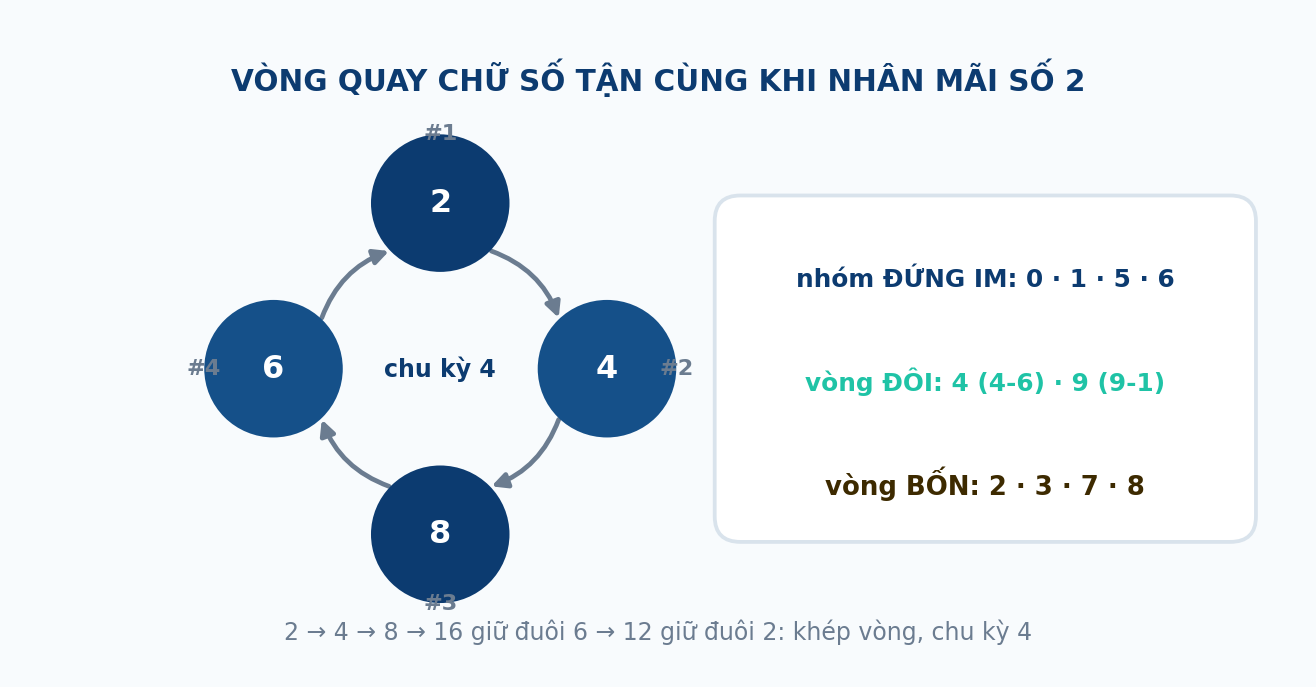 VÒNG QUAY CHỮ SỐ TẬN CÙNG KHI NHÂN MÃI SỐ 2
#1
2
#4
6
chu kỳ 4
4
#2
8
#3
nhóm ĐỨNG IM: 0 · 1 · 5 · 6
vòng ĐÔI: 4 (4-6) · 9 (9-1)
vòng BỐN: 2 · 3 · 7 · 8
2 → 4 → 8 → 16 giữ đuôi 6 → 12 giữ đuôi 2: khép vòng, chu kỳ 4